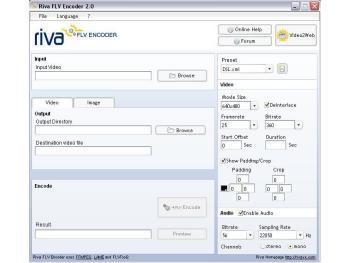 Riva FLV Encoder 2.0
File Language ?
riva FLV ENCODER
Online Help
Forum
Video2Web
Input
Input Video
Browse
Video Image
Output
Output Directory
Browse
Destination video file
Encode
FLV Encode
Result
Preview
Preset
DSL.xml
Video
Movie Size
640x480
Deinterlace
Framerate Bitrate
25 360
Start Offset Duration
0 Sec Sec
Show Padding/Crop
Padding Crop
0 0
0 0 0 0
0 0
Audio Enable Audio
Bitrate Sampling Rate
56 22050 Hz
Channels stereo mono
Riva FLV Encoder uses FFMPEG, LAME and FLVTool2
Riva Homepage http://rivavx.com/